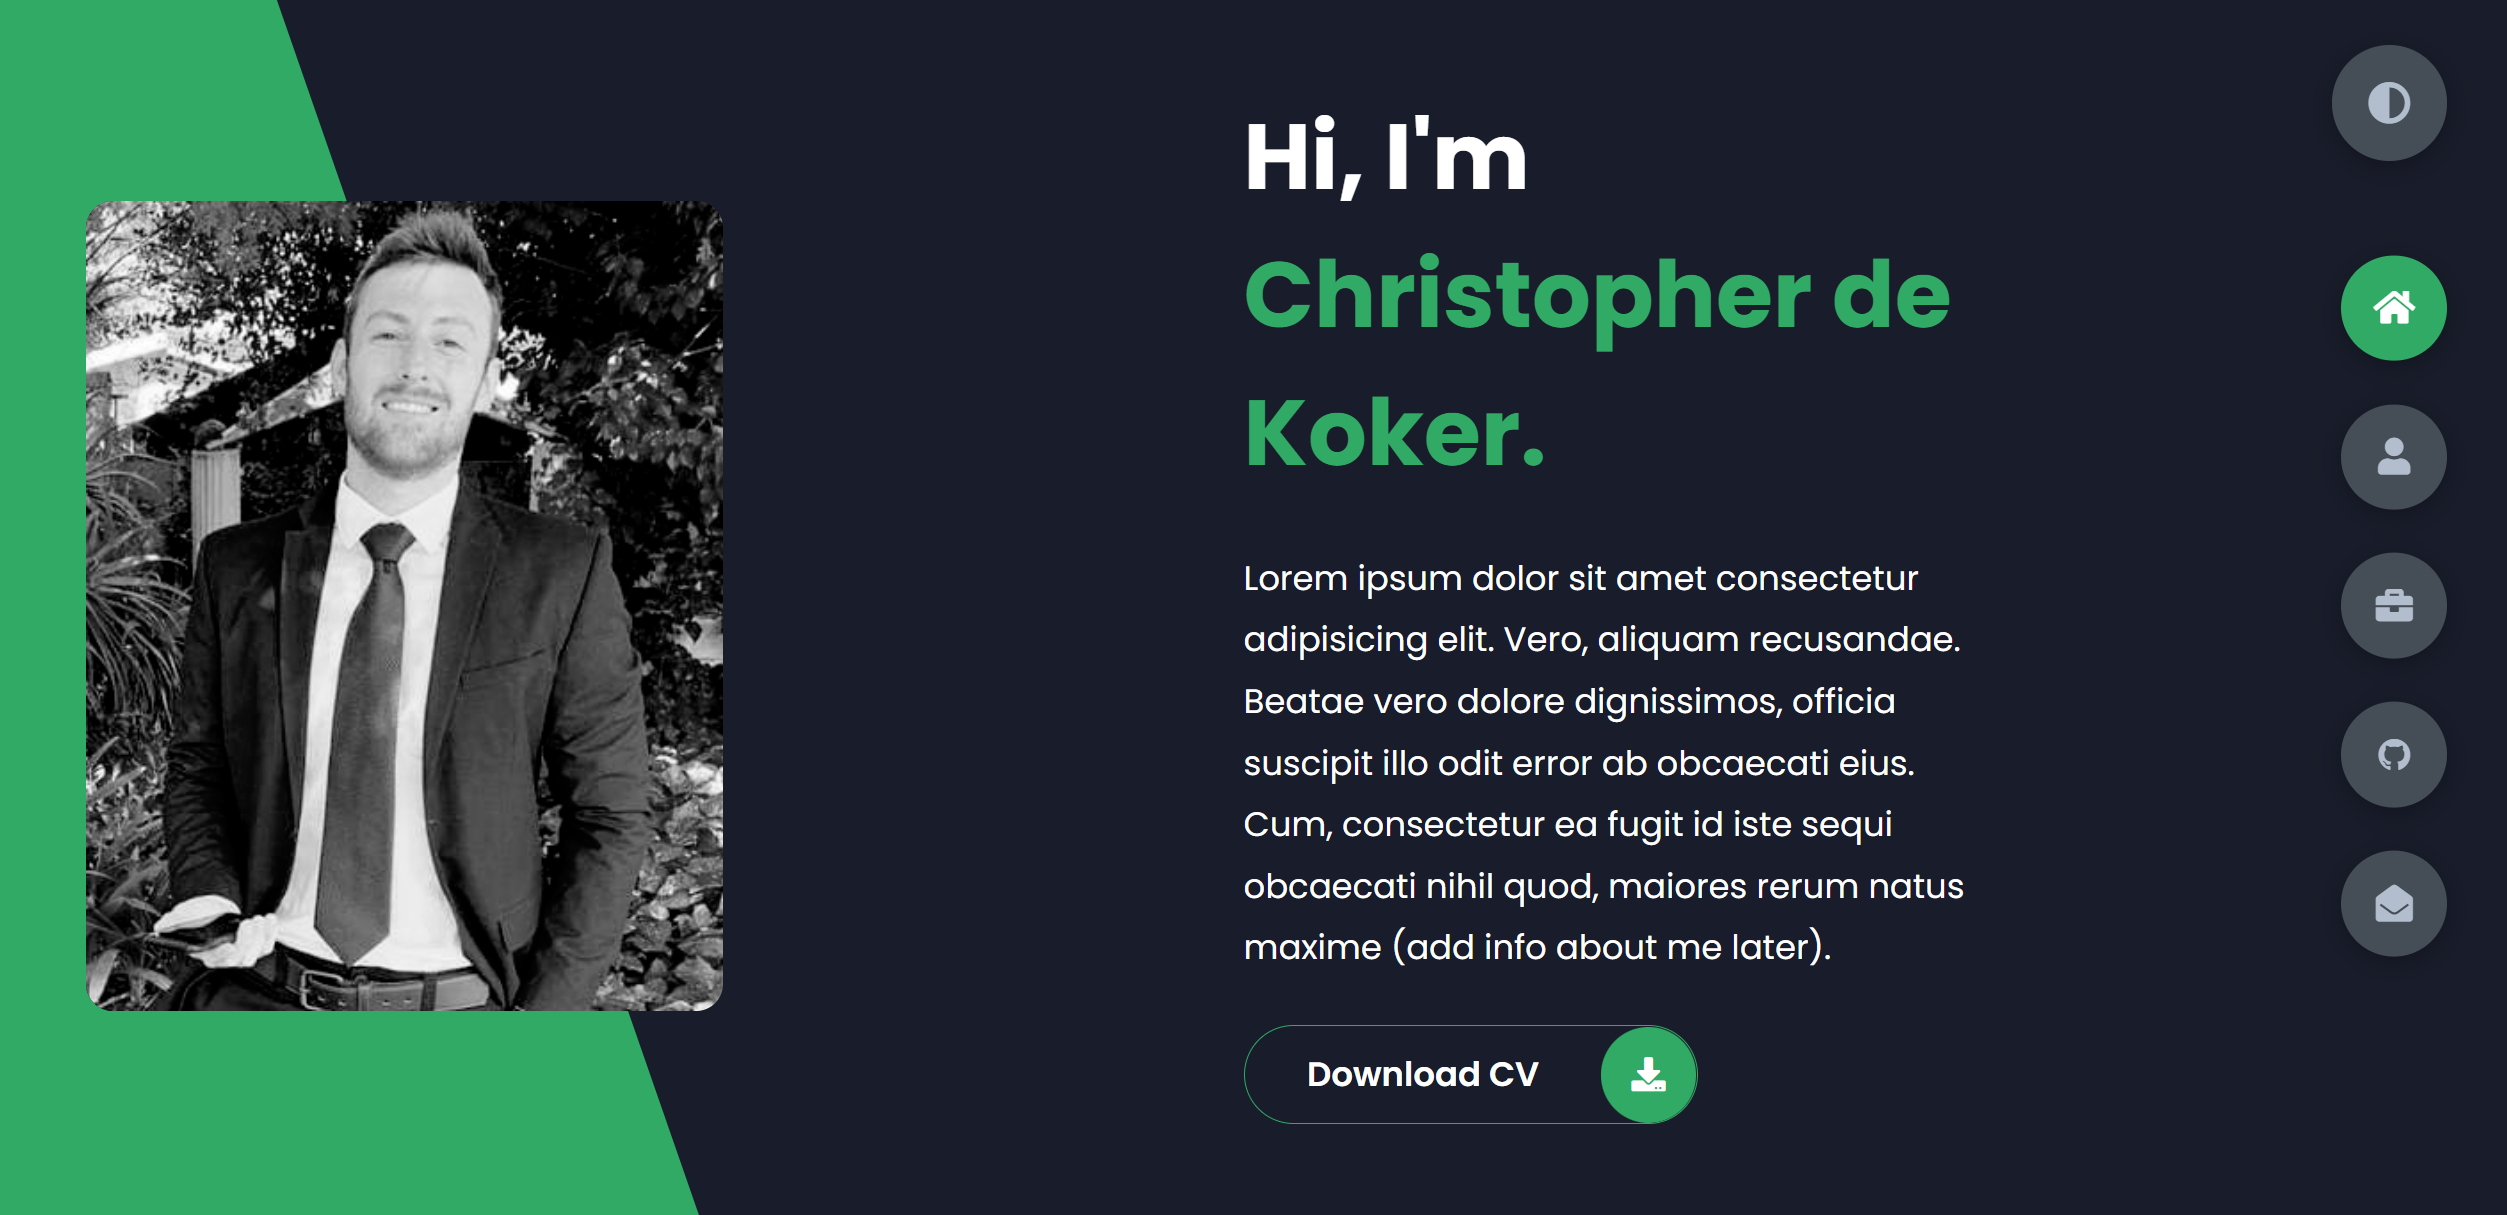 Hi, I'm
Christopher de
Koker.
Lorem ipsum dolor sit amet consectetur
adipisicing elit. Vero, aliquam recusandae.
Beatae vero dolore dignissimos, officia
suscipit illo odit error ab obcaecati eius.
Cum, consectetur ea fugit id iste sequi
obcaecati nihil quod, maiores rerum natus
maxime (add info about me later).
Download CV